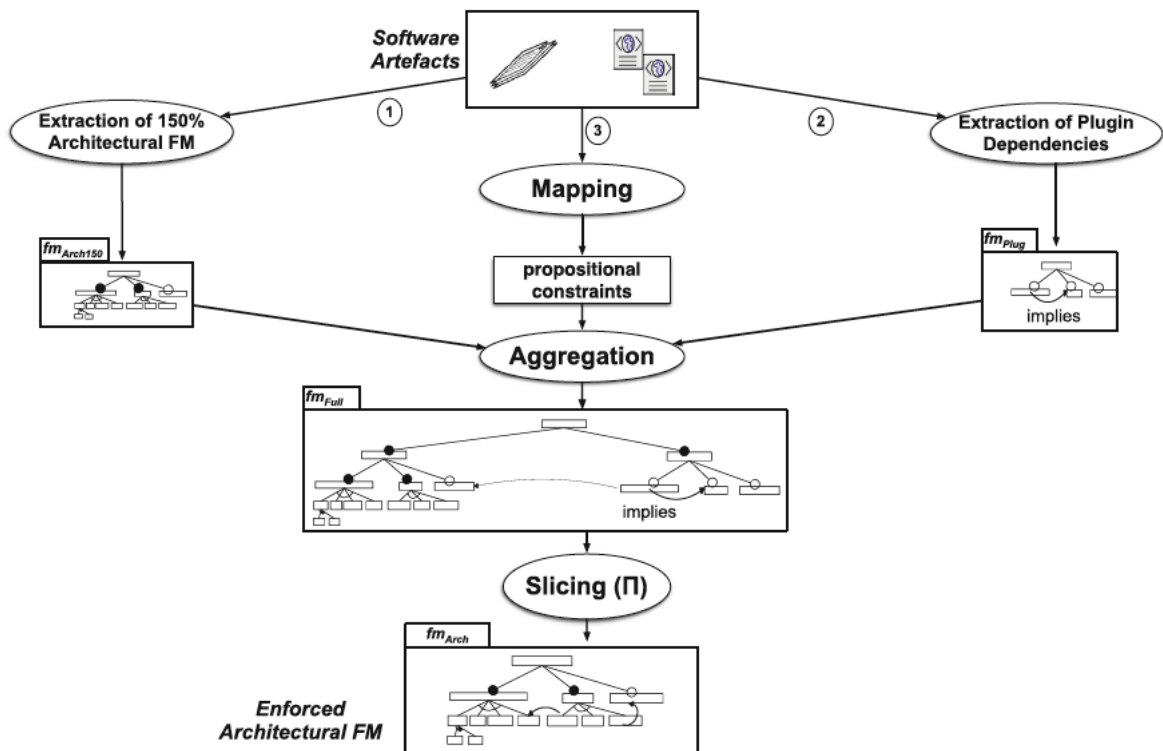 Software
Artefacts
1
3
2
Extraction of 150%
Architectural FM
Extraction of Plugin
Dependencies
Mapping
fmArch150
fmPlug
propositional
constraints
implies
Aggregation
fmFull
implies
Slicing (Π)
fmArch
Enforced
Architectural FM